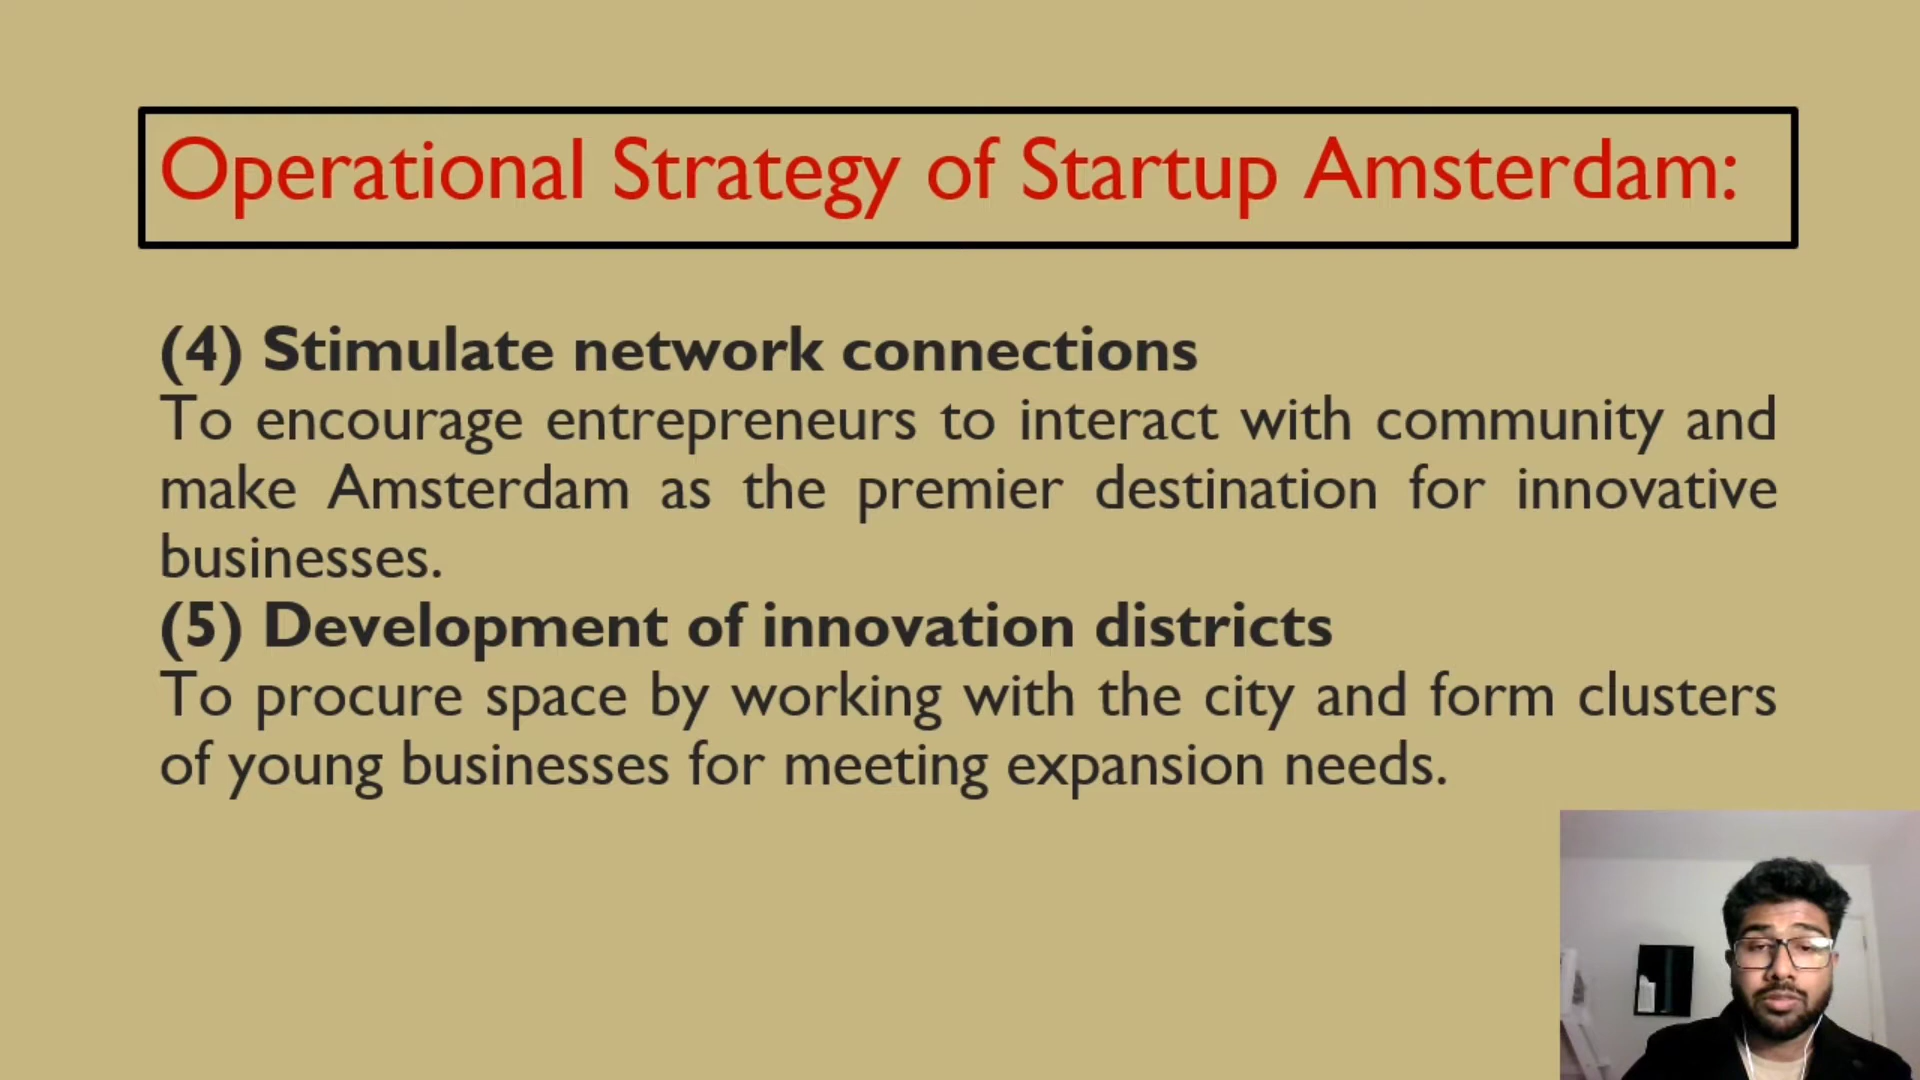 Operational Strategy of Startup Amsterdam:
(4) Stimulate network connections
To encourage entrepreneurs to interact with community and
make Amsterdam as the premier destination for innovative
businesses.
(5) Development of innovation districts
To procure space by working with the city and form clusters
of young businesses for meeting expansion needs.